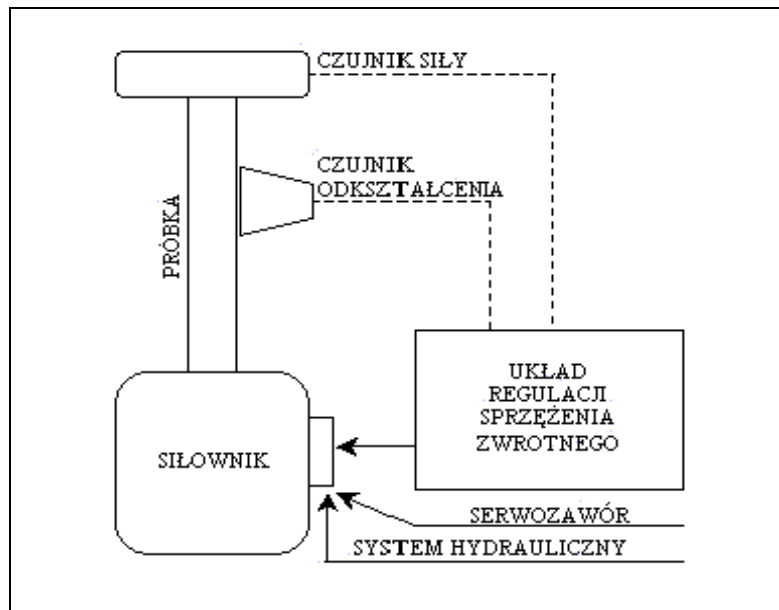 CZUJNIK SIŁY
CZUJNIK
ODKSZTAŁCENIA
PRÓBKA
UKŁAD
REGULACJI
SPRZĘŻENIA
ZWROTNEGO
SIŁOWNIK
SERWOZAWÓR
SYSTEM HYDRAULICZNY